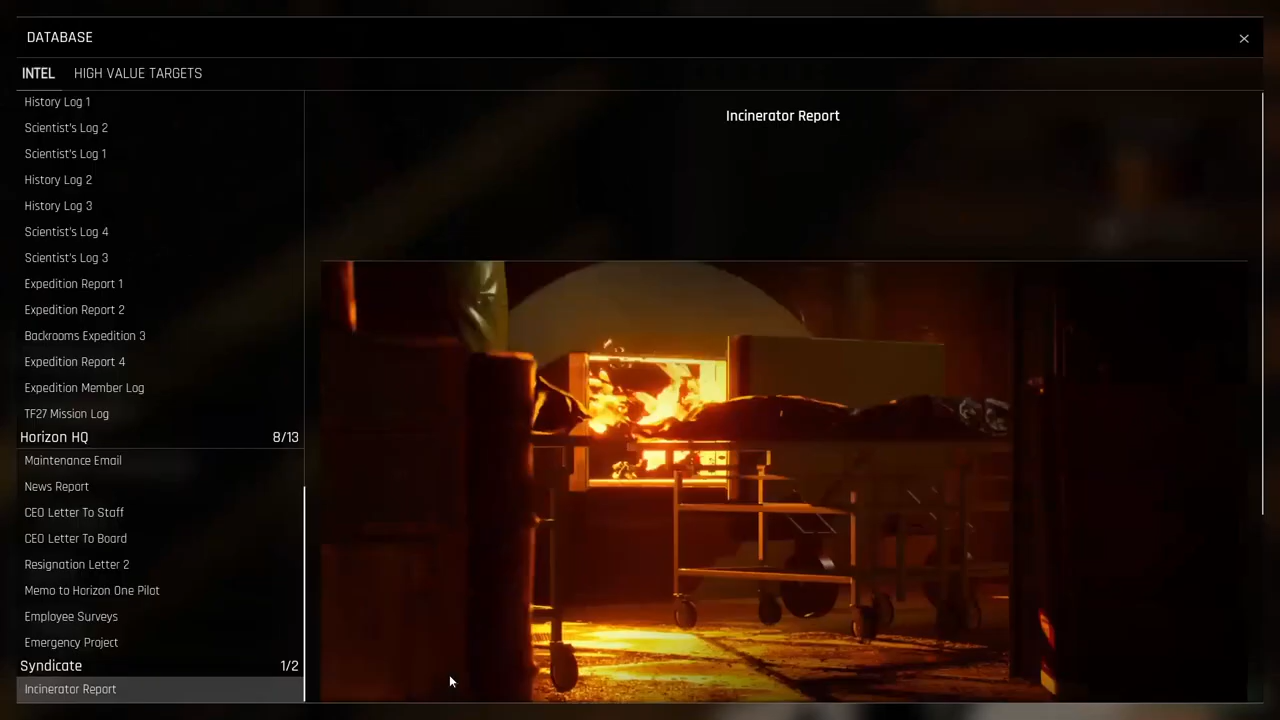 DATABASE
INTEL
HIGH VALUE TARGETS
History Log 1
Scientist's Log 2
Scientist's Log 1
History Log 2
History Log 3
Scientist's Log 4
Scientist's Log 3
Expedition Report 1
Expedition Report 2
Backrooms Expedition 3
Expedition Report 4
Expedition Member Log
TF27 Mission Log
Horizon HQ 8/13
Maintenance Email
News Report
CEO Letter To Staff
CEO Letter To Board
Resignation Letter 2
Memo to Horizon One Pilot
Employee Surveys
Emergency Project
Syndicate 1/2
Incinerator Report
Incinerator Report